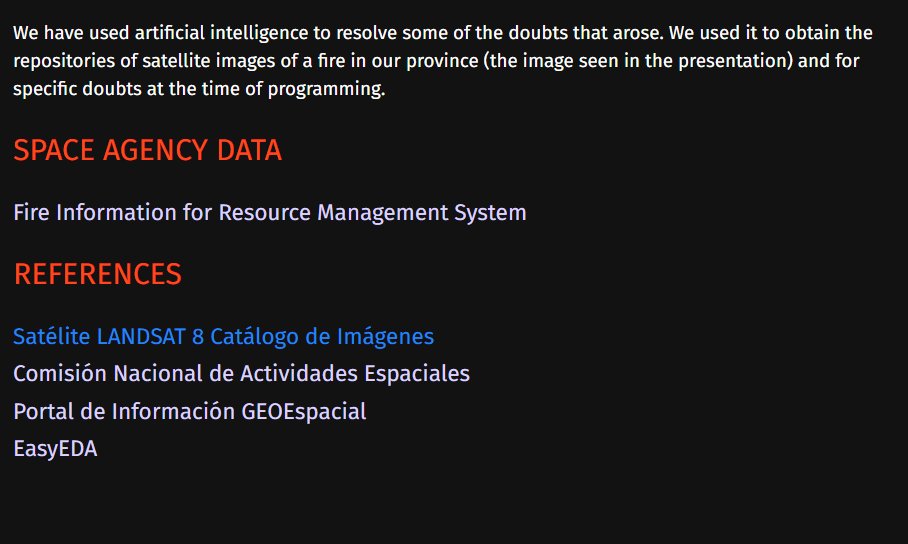 We have used artificial intelligence to resolve some of the doubts that arose. We used it to obtain the
repositories of satellite images of a fire in our province (the image seen in the presentation) and for
specific doubts at the time of programming.
SPACE AGENCY DATA
Fire Information for Resource Management System
REFERENCES
Satélite LANDSAT 8 Catálogo de Imágenes
Comisión Nacional de Actividades Espaciales
Portal de Información GEOEspacial
EasyEDA